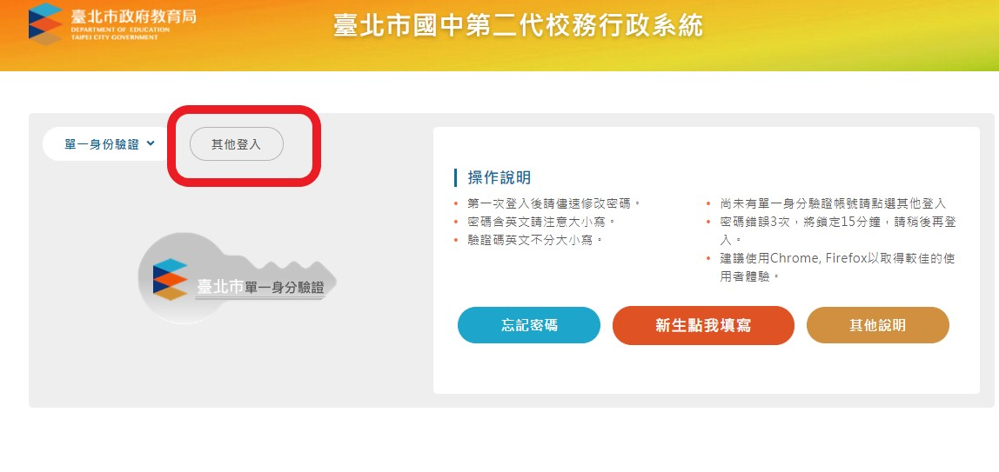 臺北市政府教育局
DEPARTMENT OF EDUCATION
TAIPEI CITY GOVERNMENT
臺北市國中第二代校務行政系統
單一身份驗證
其他登入
臺北市單一身分驗證
操作說明
第一次登入後請儘速修改密碼。
密碼含英文請注意大小寫。
驗證碼英文不分大小寫。
尚未有單一身分驗證帳號請點選其他登入
密碼錯誤3次，將鎖定15分鐘，請稍後再登
入。
建議使用Chrome, Firefox以取得較佳的使
用者體驗。
忘記密碼
新生點我填寫
其他說明